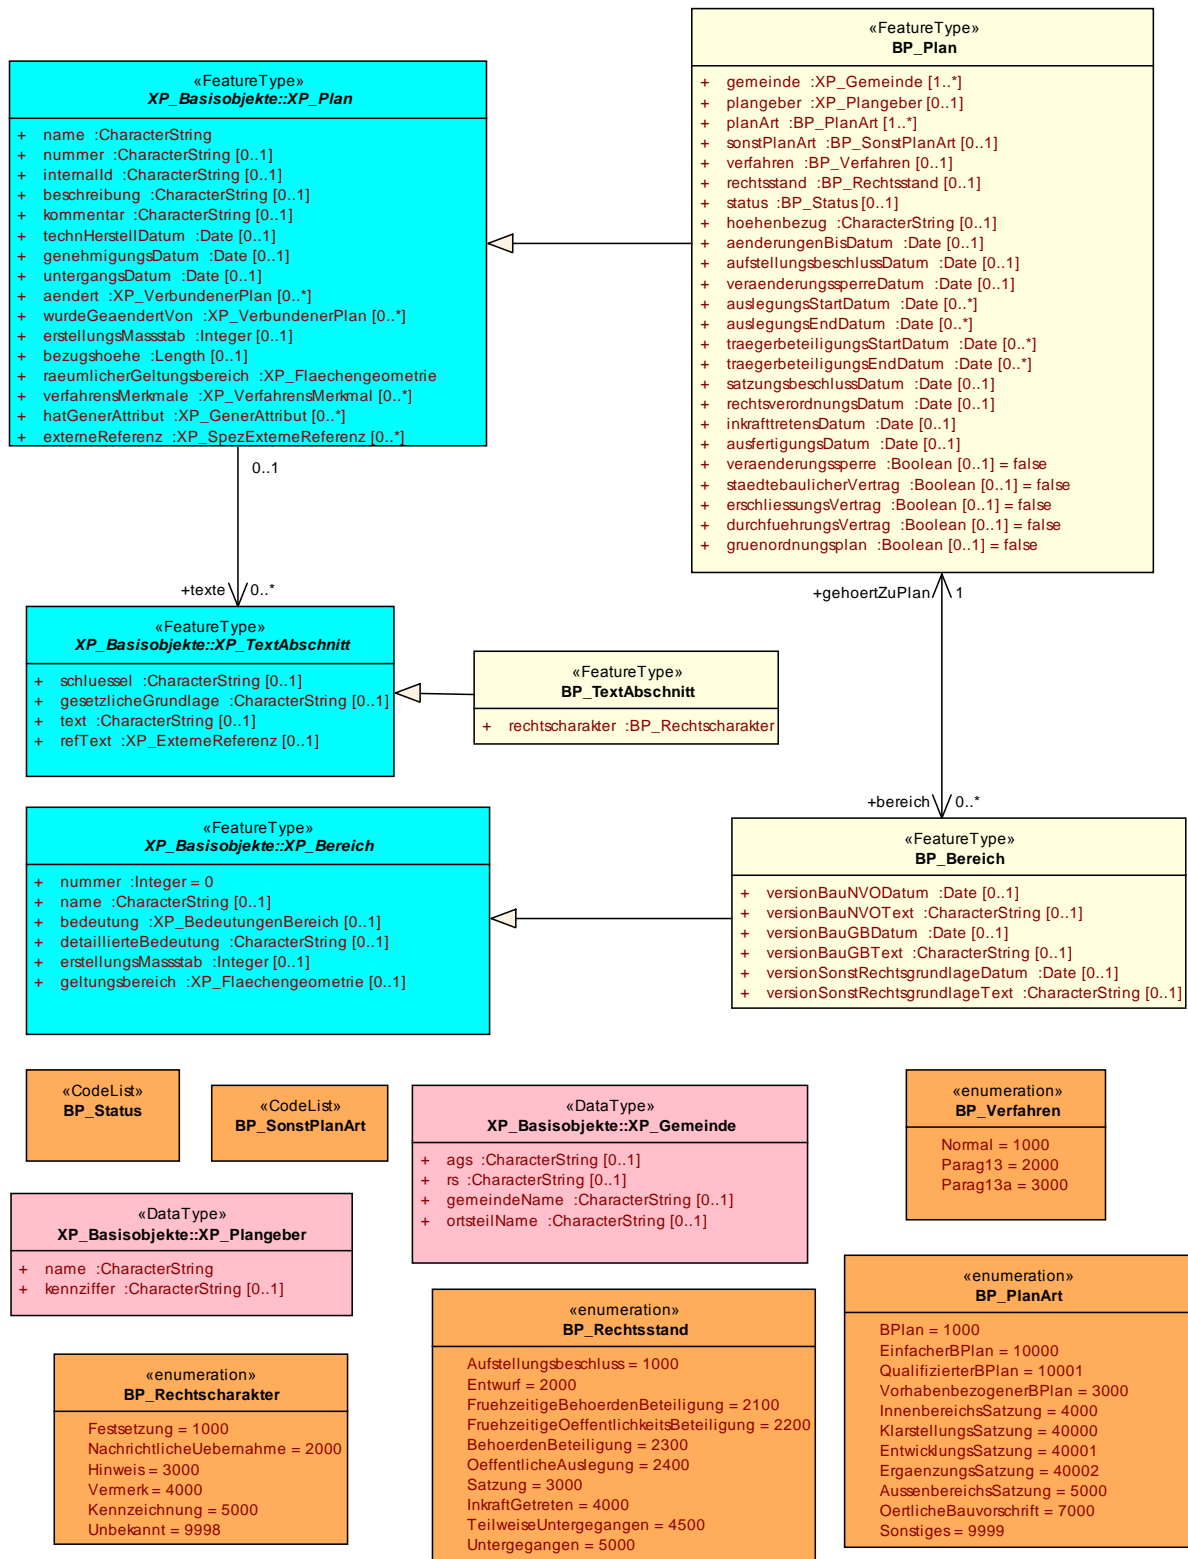 «FeatureType»
XP_Basisobjekte::XP_Plan
+ name :CharacterString
+ nummer :CharacterString [0..1]
+ internalId :CharacterString [0..1]
+ beschreibung :CharacterString [0..1]
+ kommentar :CharacterString [0..1]
+ technHerstellDatum :Date [0..1]
+ genehmigungsDatum :Date [0..1]
+ untergangsDatum :Date [0..1]
+ aendert :XP_VerbundenerPlan [0..*]
+ wurdeGeaendertVon :XP_VerbundenerPlan [0..*]
+ erstellungsMassstab :Integer [0..1]
+ bezugshoehe :Length [0..1]
+ raeumlicherGeltungsbereich :XP_Flaechengeometrie
+ verfahrensMerkmale :XP_VerfahrensMerkmal [0..*]
+ hatGenerAttribut :XP_GenerAttribut [0..*]
+ externeReferenz :XP_SpezExterneReferenz [0..*]
«FeatureType»
BP_Plan
+ gemeinde :XP_Gemeinde [1..*]
+ plangeber :XP_Plangeber [0..1]
+ planArt :BP_PlanArt [1..*]
+ sonstPlanArt :BP_SonstPlanArt [0..1]
+ verfahren :BP_Verfahren [0..1]
+ rechtsstand :BP_Rechtsstand [0..1]
+ status :BP_Status [0..1]
+ hoehenbezug :CharacterString [0..1]
+ aenderungenBisDatum :Date [0..1]
+ aufstellungsbeschlussDatum :Date [0..1]
+ veraenderungssperreDatum :Date [0..1]
+ auslegungsStartDatum :Date [0..*]
+ auslegungsEndDatum :Date [0..*]
+ traegerbeteiligungsStartDatum :Date [0..*]
+ traegerbeteiligungsEndDatum :Date [0..*]
+ satzungsbeschlussDatum :Date [0..1]
+ rechtsverordnungsDatum :Date [0..1]
+ inkrafttretensDatum :Date [0..1]
+ ausfertigungsDatum :Date [0..1]
+ veraenderungssperre :Boolean [0..1] = false
+ staedtebaulicherVertrag :Boolean [0..1] = false
+ erschliessungsVertrag :Boolean [0..1] = false
+ durchfuehrungsVertrag :Boolean [0..1] = false
+ gruenordnungsplan :Boolean [0..1] = false
0..1
+texte 0..*
+gehoertZuPlan 1
«FeatureType»
XP_Basisobjekte::XP_TextAbschnitt
+ schluessel :CharacterString [0..1]
+ gesetzlicheGrundlage :CharacterString [0..1]
+ text :CharacterString [0..1]
+ refText :XP_ExterneReferenz [0..1]
«FeatureType»
BP_TextAbschnitt
+ rechtscharakter :BP_Rechtscharakter
+bereich 0..*
«FeatureType»
XP_Basisobjekte::XP_Bereich
+ nummer :Integer = 0
+ name :CharacterString [0..1]
+ bedeutung :XP_BedeutungenBereich [0..1]
+ detaillierteBedeutung :CharacterString [0..1]
+ erstellungsMassstab :Integer [0..1]
+ geltungsbereich :XP_Flaechengeometrie [0..1]
«FeatureType»
BP_Bereich
+ versionBauNVODatum :Date [0..1]
+ versionBauNVOText :CharacterString [0..1]
+ versionBauGBDatum :Date [0..1]
+ versionBauGBText :CharacterString [0..1]
+ versionSonstRechtsgrundlageDatum :Date [0..1]
+ versionSonstRechtsgrundlageText :CharacterString [0..1]
«CodeList»
BP_Status
«CodeList»
BP_SonstPlanArt
«DataType»
XP_Basisobjekte::XP_Gemeinde
+ ags :CharacterString [0..1]
+ rs :CharacterString [0..1]
+ gemeindeName :CharacterString [0..1]
+ ortsteilName :CharacterString [0..1]
«enumeration»
BP_Verfahren
Normal = 1000
Parag13 = 2000
Parag13a = 3000
«DataType»
XP_Basisobjekte::XP_Plangeber
+ name :CharacterString
+ kennziffer :CharacterString [0..1]
«enumeration»
BP_Rechtsstand
Aufstellungsbeschluss = 1000
Entwurf = 2000
FruehzeitigeBehoerdenBeteiligung = 2100
FruehzeitigeOeffentlichkeitsBeteiligung = 2200
BehoerdenBeteiligung = 2300
OeffentlicheAuslegung = 2400
Satzung = 3000
InkraftGetreten = 4000
TeilweiseUntergegangen = 4500
Untergegangen = 5000
«enumeration»
BP_PlanArt
BPlan = 1000
EinfacherBPlan = 10000
QualifizierterBPlan = 10001
VorhabenbezogenerBPlan = 3000
InnenbereichsSatzung = 4000
KlarstellungsSatzung = 40000
EntwicklungsSatzung = 40001
ErgaenzungsSatzung = 40002
AussenbereichsSatzung = 5000
OertlicheBauvorschrift = 7000
Sonstiges = 9999
«enumeration»
BP_Rechtscharakter
Festsetzung = 1000
NachrichtlicheUebernahme = 2000
Hinweis = 3000
Vermerk = 4000
Kennzeichnung = 5000
Unbekannt = 9998